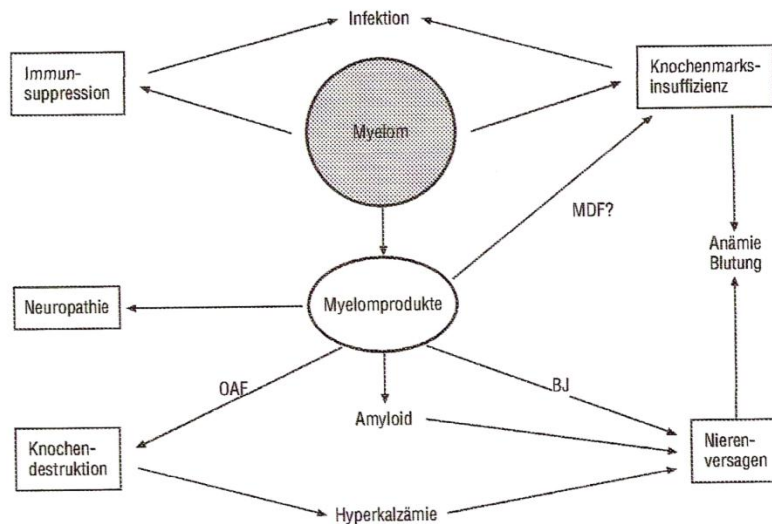 Infektion
Immun-
suppression
Knochenmarks-
insuffizienz
Myelom
MDF?
Anämie
Blutung
Neuropathie
Myelomprodukte
OAF
BJ
Amyloid
Knochen-
destruktion
Nieren-
versagen
Hyperkalzämie